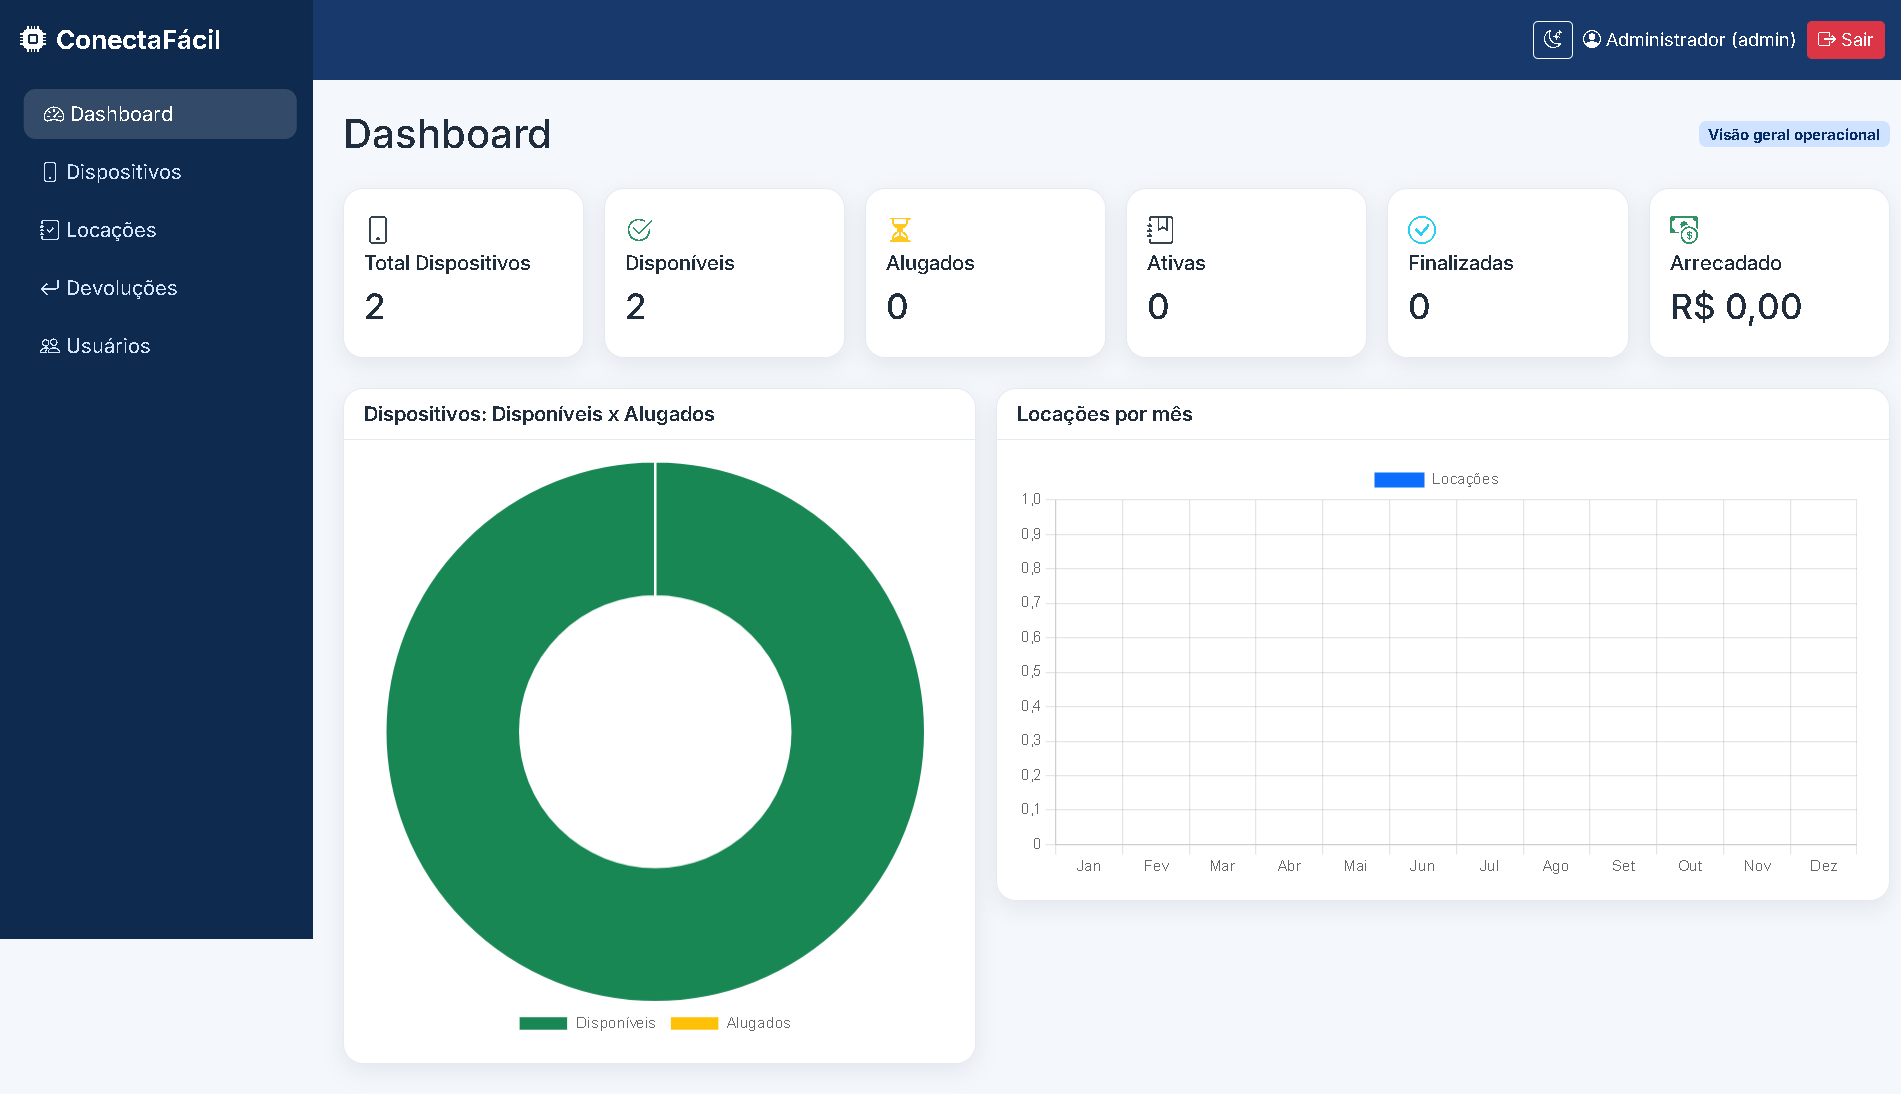 ConectaFácil
Administrador (admin)
Sair
Dashboard
Dispositivos
Locações
Devoluções
Usuários
Dashboard
Visão geral operacional
Total Dispositivos
2
Disponíveis
2
Alugados
0
Ativas
0
Finalizadas
0
Arrecadado
R$ 0,00
Dispositivos: Disponíveis x Alugados
Disponíveis
Alugados
Locações por mês
Locações
1,0
0,9
0,8
0,7
0,6
0,5
0,4
0,3
0,2
0,1
0
Jan Fev Mar Abr Mai Jun Jul Ago Set Out Nov Dez